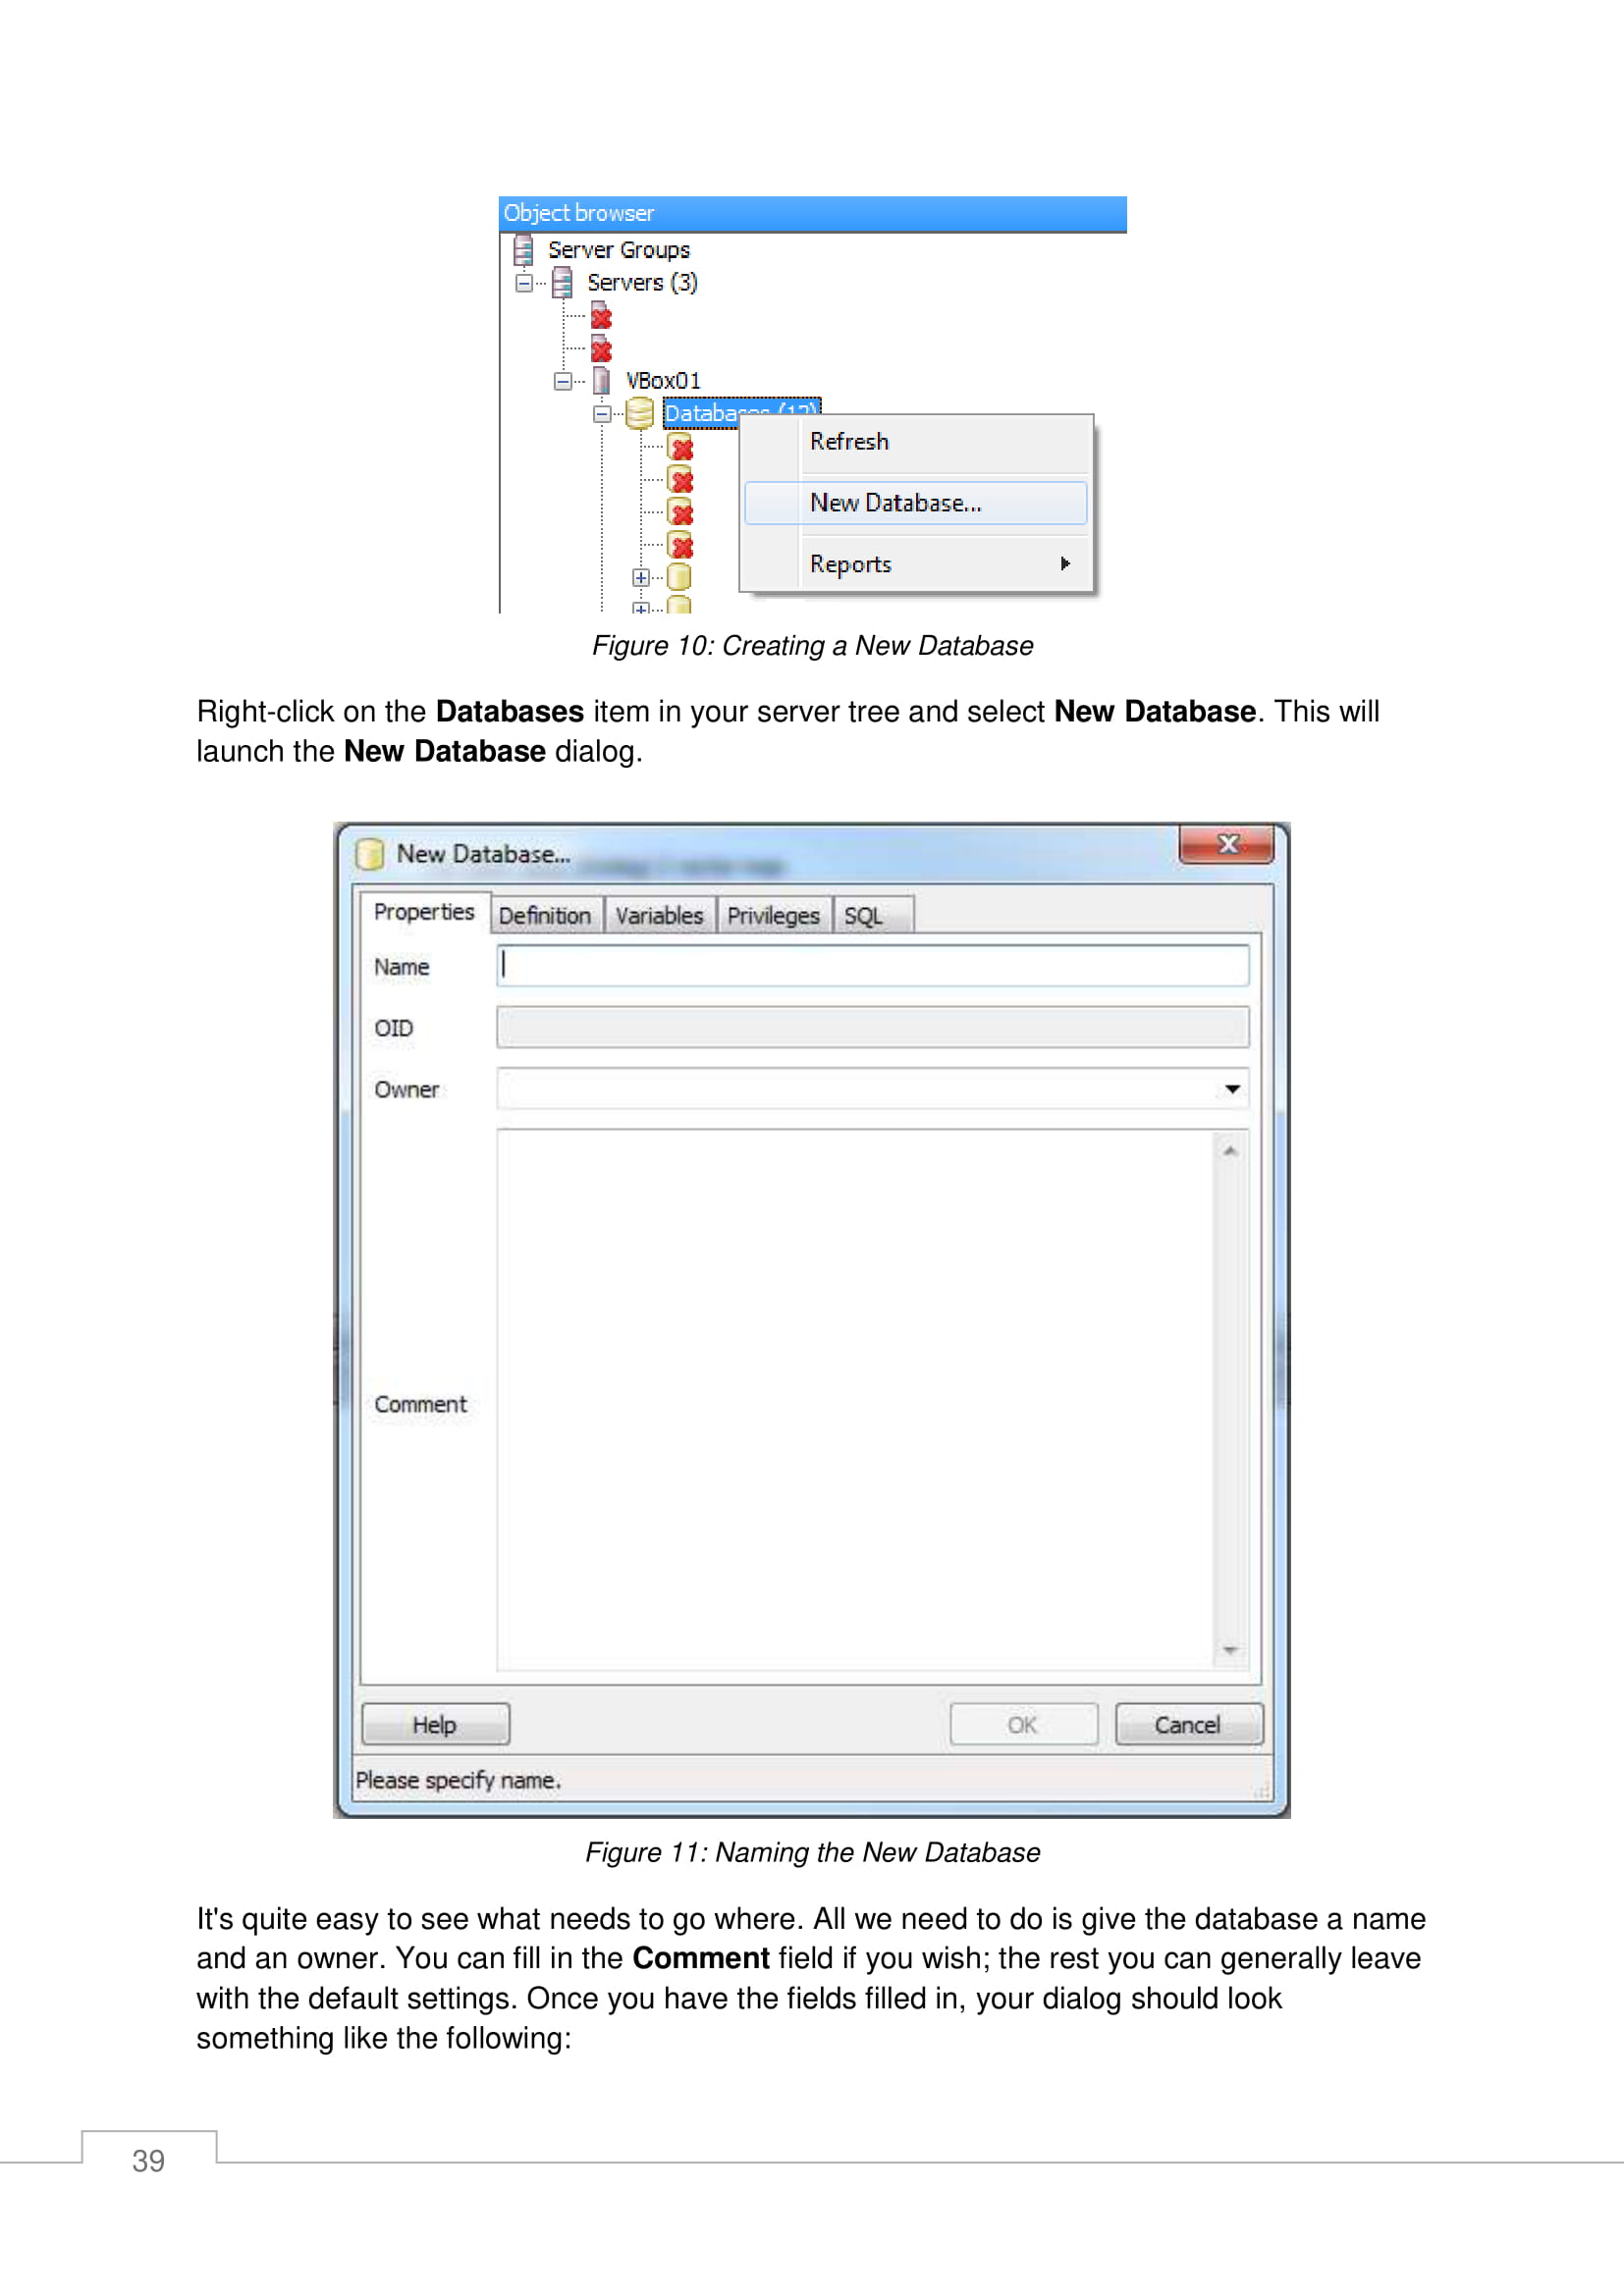 Object browser
Server Groups
Servers (3)
VBox01
Databases (12)
Refresh
New Database...
Reports
Figure 10: Creating a New Database
Right-click on the Databases item in your server tree and select New Database. This will
launch the New Database dialog.
New Database...
Properties Definition Variables Privileges SQL
Name
OID
Owner
Comment
Help OK Cancel
Please specify name.
Figure 11: Naming the New Database
It's quite easy to see what needs to go where. All we need to do is give the database a name
and an owner. You can fill in the Comment field if you wish; the rest you can generally leave
with the default settings. Once you have the fields filled in, your dialog should look
something like the following:
39